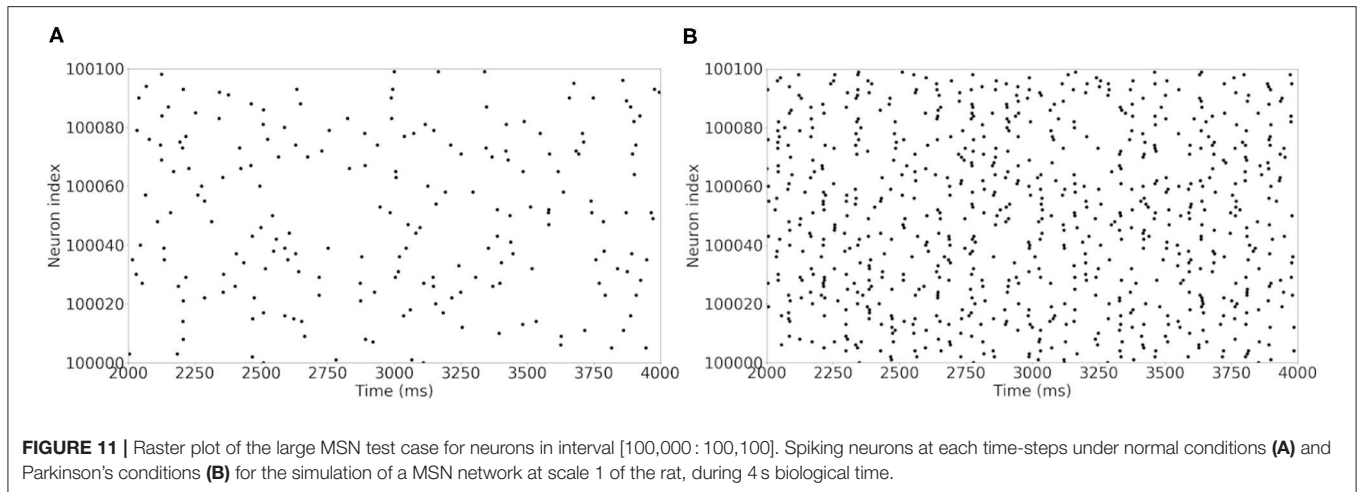 A
B
100100
100080
100060
100040
100020
100000
Neuron index
2000 2250 2500 2750 3000 3250 3500 3750 4000
Time (ms)
100100
100080
100060
100040
100020
100000
Neuron index
2000 2250 2500 2750 3000 3250 3500 3750 4000
Time (ms)
FIGURE 11 | Raster plot of the large MSN test case for neurons in interval [100,000 : 100,100]. Spiking neurons at each time-steps under normal conditions (A) and
Parkinson's conditions (B) for the simulation of a MSN network at scale 1 of the rat, during 4 s biological time.